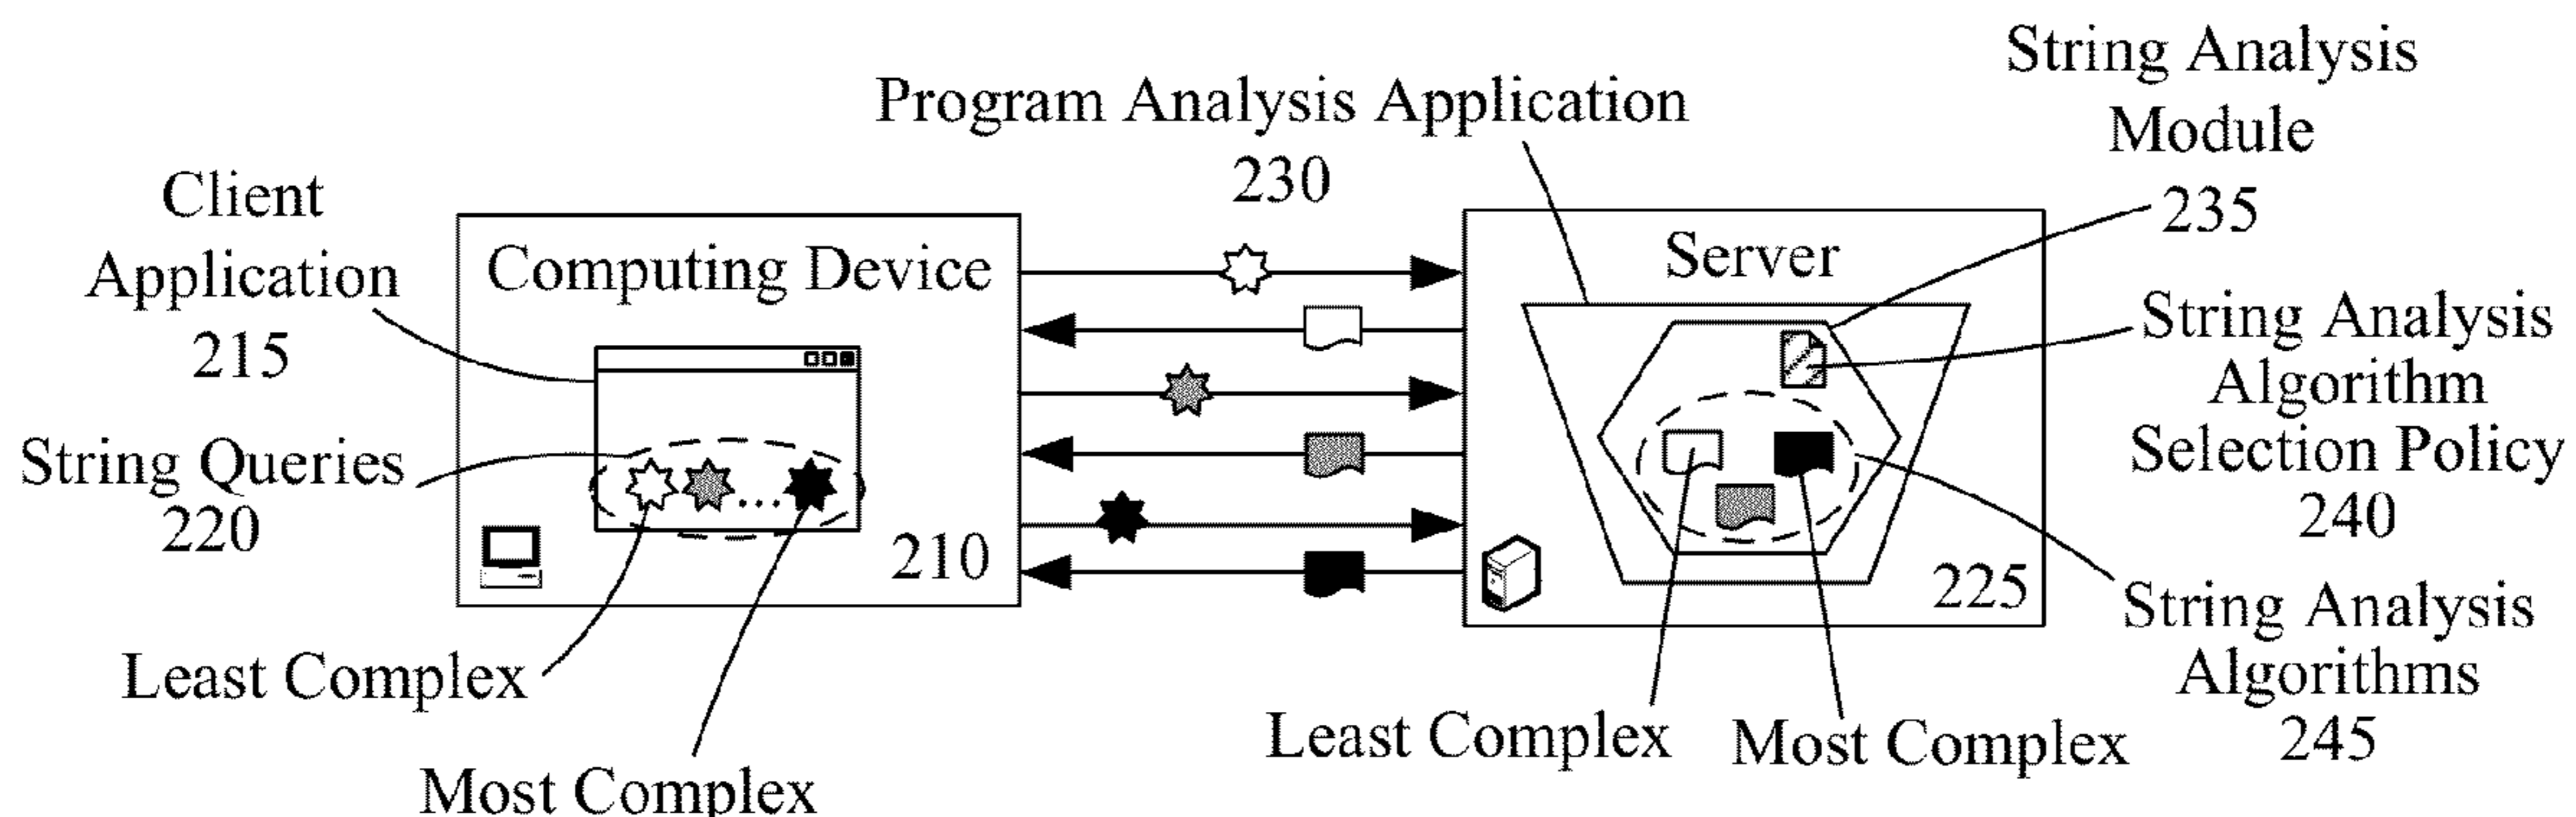 String Analysis
Module
235
Program Analysis Application
230
Client
Application
215
Computing Device
210
Server
225
String Analysis
Algorithm
Selection Policy
240
String Queries
220
...
String Analysis
Algorithms
245
Least Complex
Most Complex
Least Complex
Most Complex